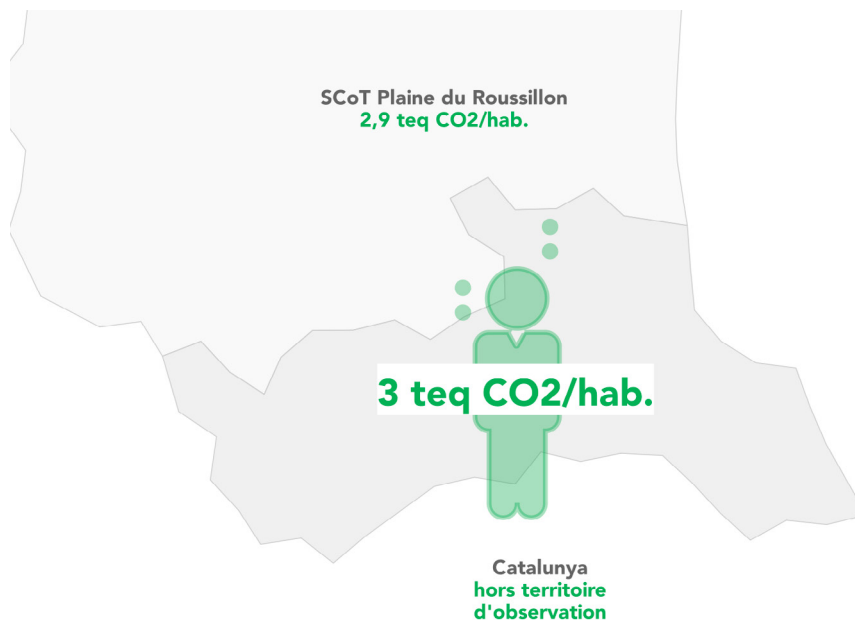 SCoT Plaine du Roussillon
2,9 teq CO2/hab.
3 teq CO2/hab.
Catalunya
hors territoire
d'observation